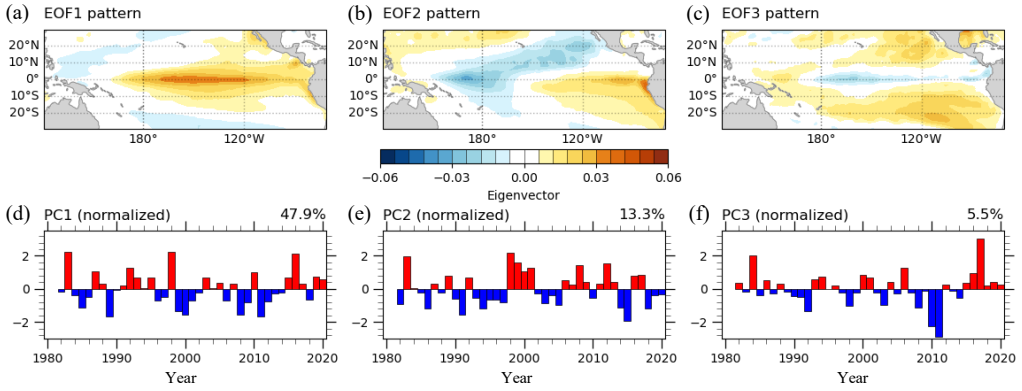 (a) EOF1 pattern
(b) EOF2 pattern
(c) EOF3 pattern
20°N
10°N
0°
10°S
20°S
180°
120°W
20°N
10°N
0°
10°S
20°S
180°
120°W
20°N
10°N
0°
10°S
20°S
180°
120°W
−0.06
−0.03
0.00
0.03
0.06
Eigenvector
(d) PC1 (normalized) 47.9%
2
0
−2
1980
1990
2000
2010
2020
Year
(e) PC2 (normalized) 13.3%
2
0
−2
1980
1990
2000
2010
2020
Year
(f) PC3 (normalized) 5.5%
2
0
−2
1980
1990
2000
2010
2020
Year